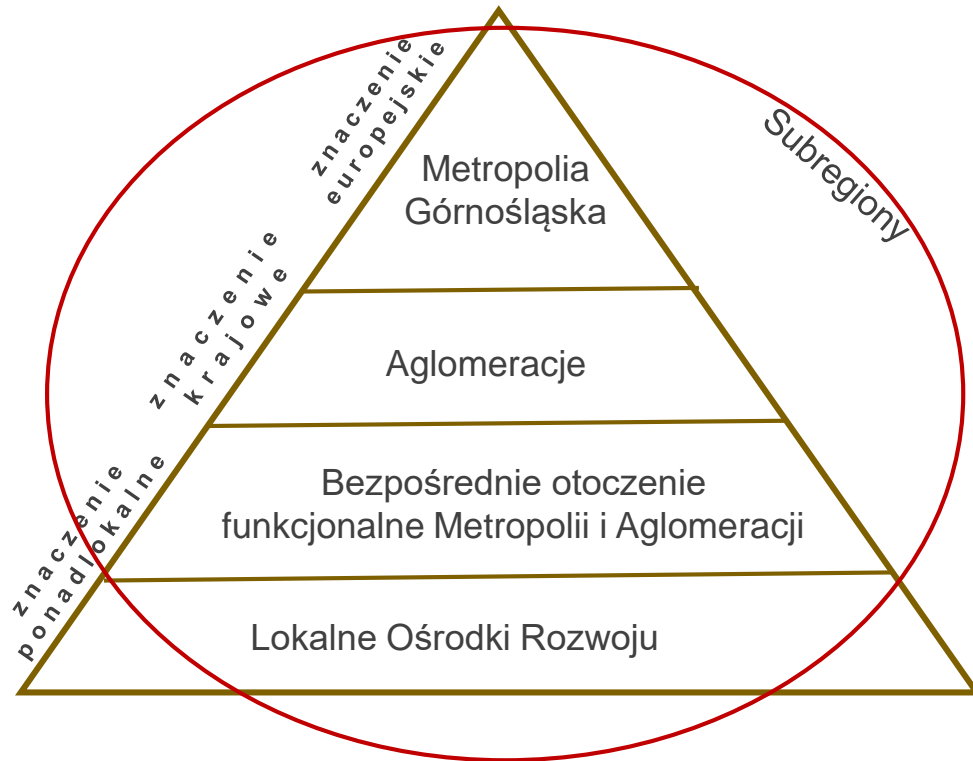 znaczenie
europejskie
Subregiony
Metropolia
Górnośląska
znaczenie
krajowe
Aglomeracje
znaczenie
ponadlokalne
Bezpośrednie otoczenie
funkcjonalne Metropolii i Aglomeracji
Lokalne Ośrodki Rozwoju